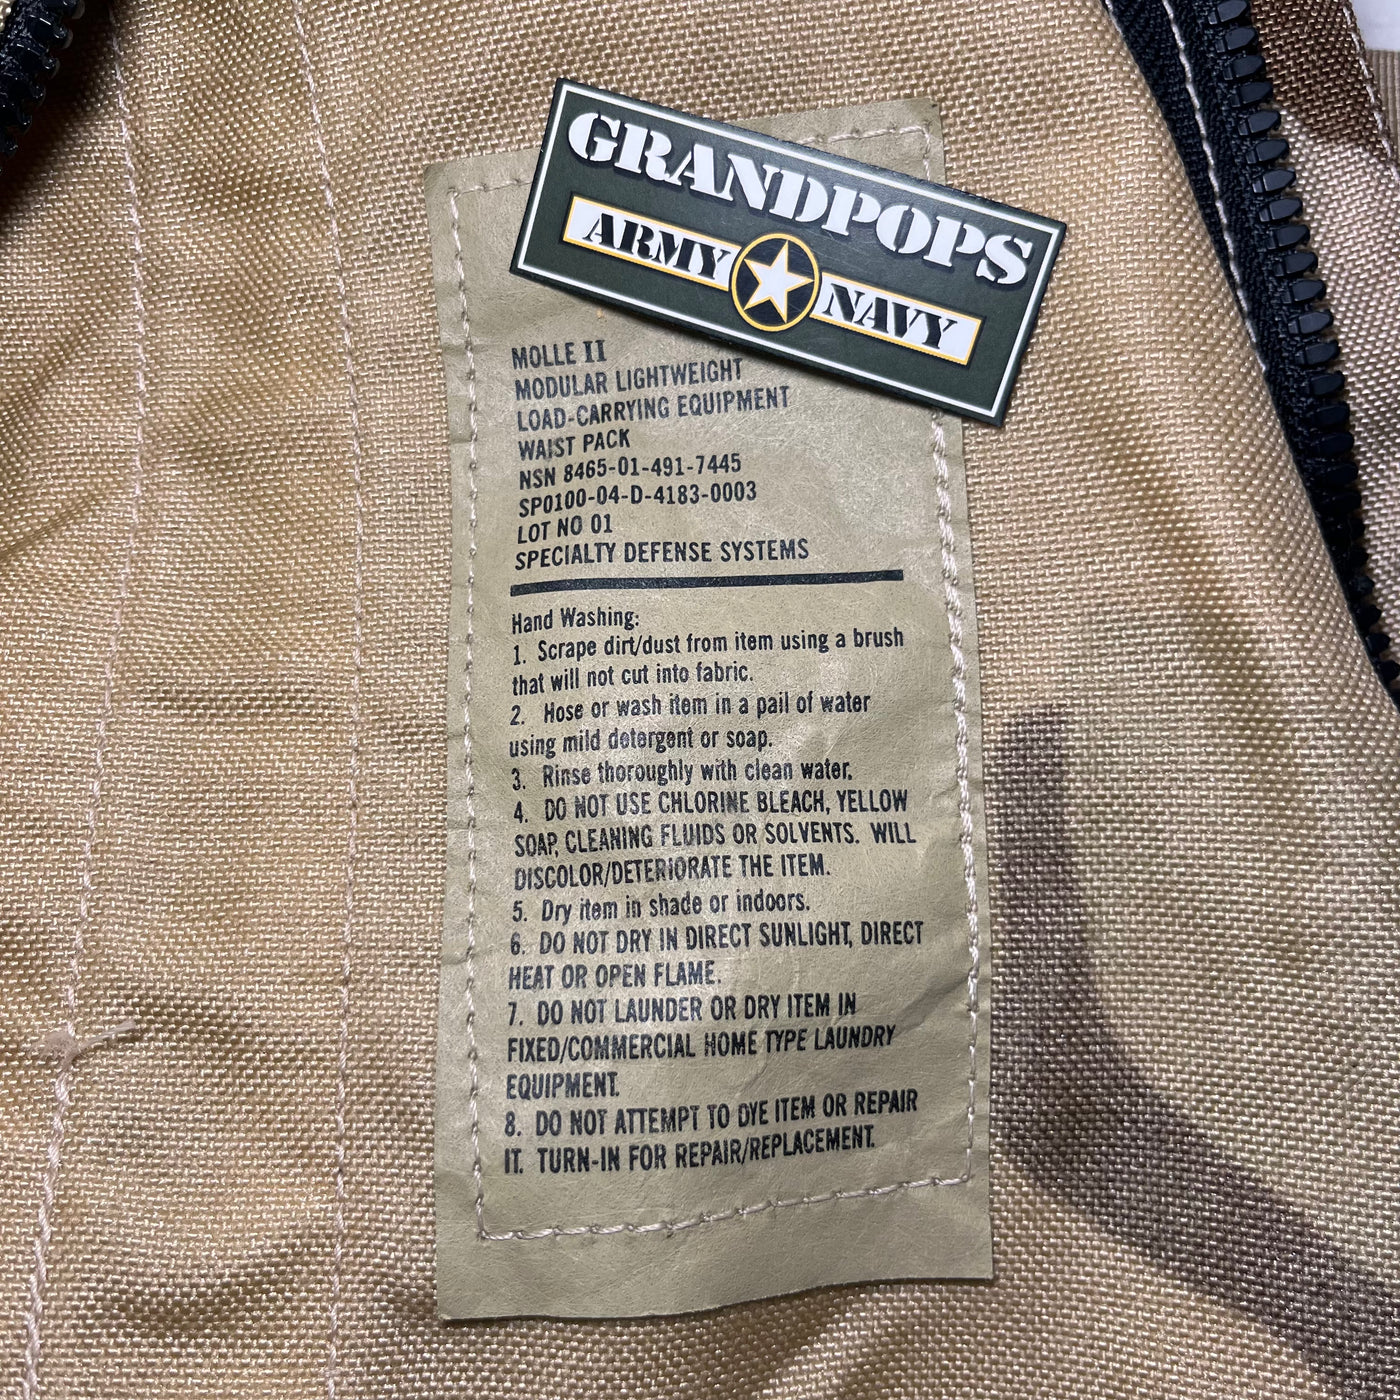 GRANDPOPS
ARMY NAVY
MOLLE II
MODULAR LIGHTWEIGHT
LOAD-CARRYING EQUIPMENT
WAIST PACK
NSN 8465-01-491-7445
SP0100-04-D-4183-0003
LOT NO 01
SPECIALTY DEFENSE SYSTEMS
Hand Washing:
1. Scrape dirt/dust from item using a brush
that will not cut into fabric.
2. Hose or wash item in a pail of water
using mild detergent or soap.
3. Rinse thoroughly with clean water.
4. DO NOT USE CHLORINE BLEACH, YELLOW
SOAP, CLEANING FLUIDS OR SOLVENTS. WILL
DISCOLOR/DETERIORATE THE ITEM.
5. Dry item in shade or indoors.
6. DO NOT DRY IN DIRECT SUNLIGHT, DIRECT
HEAT OR OPEN FLAME.
7. DO NOT LAUNDER OR DRY ITEM IN
FIXED/COMMERCIAL HOME TYPE LAUNDRY
EQUIPMENT.
8. DO NOT ATTEMPT TO DYE ITEM OR REPAIR
IT. TURN-IN FOR REPAIR/REPLACEMENT.